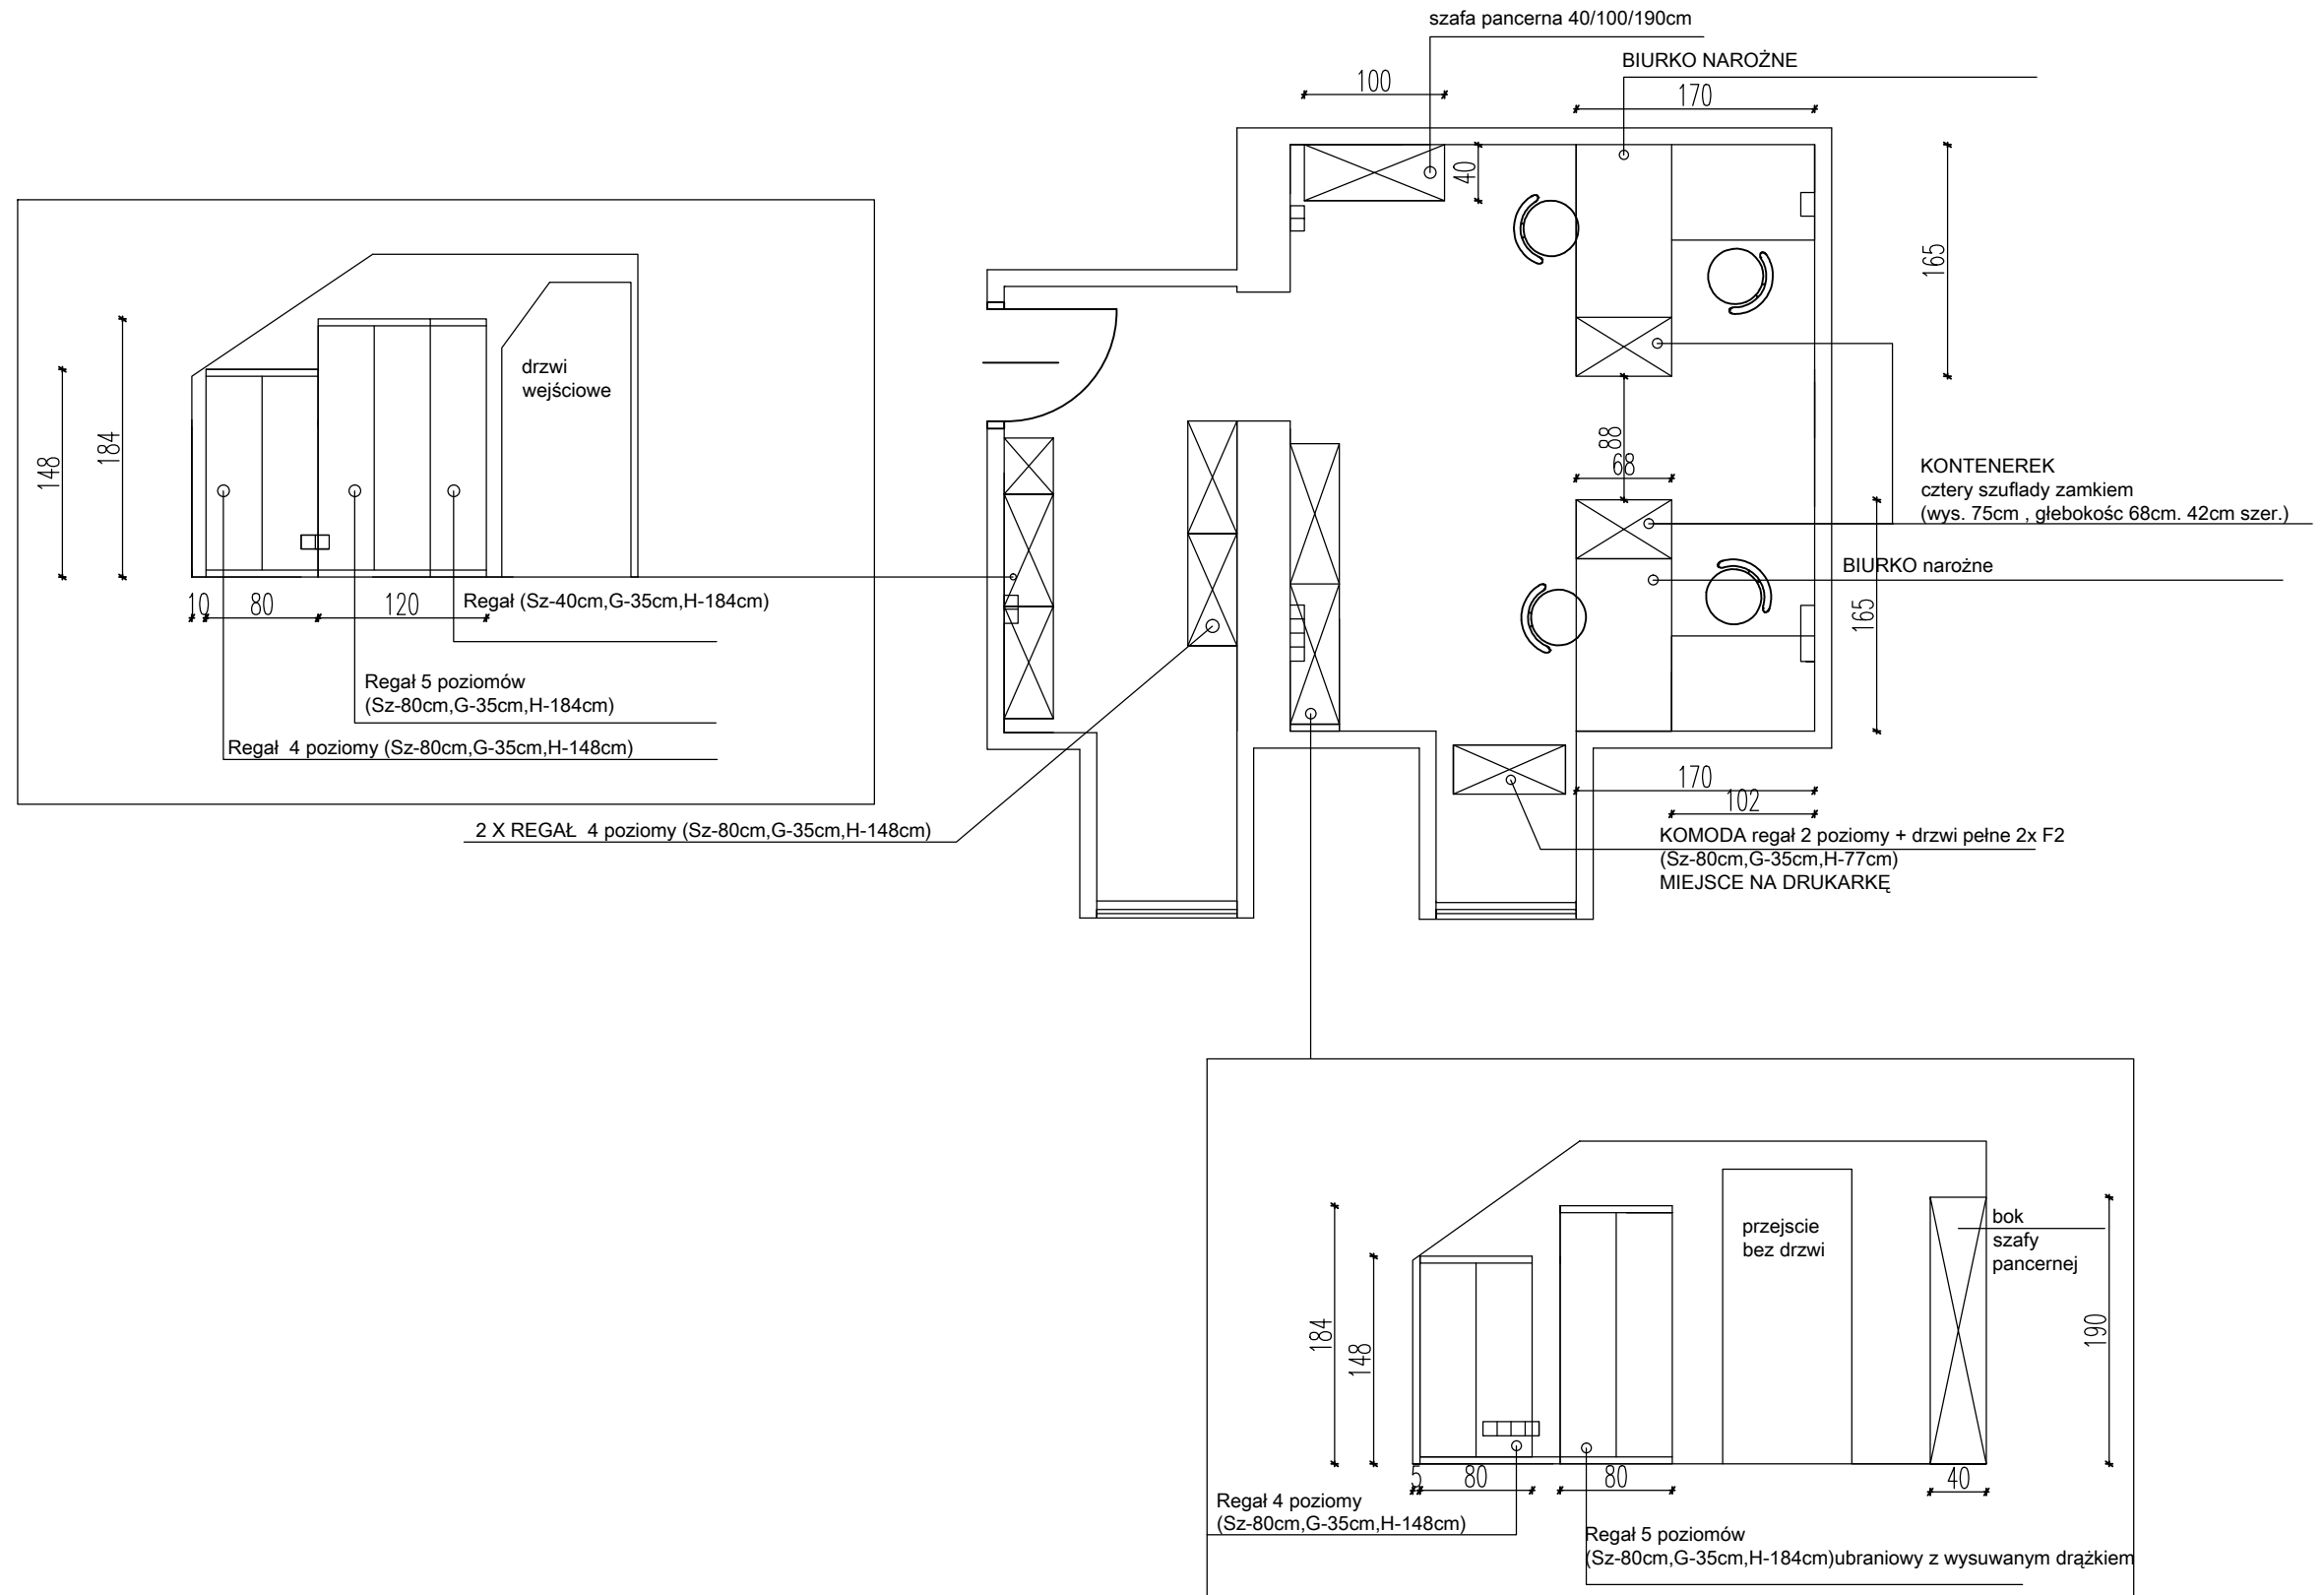 szafa pancerna 40/100/190cm
BIURKO NAROŻNE
100
170
40
165
drzwi
wejściowe
148
184
88
68
KONTENEREK
cztery szuflady zamkiem
(wys. 75cm , głebokośc 68cm. 42cm szer.)
BIURKO narożne
10
80
120
Regał (Sz-40cm,G-35cm,H-184cm)
165
Regał 5 poziomów
(Sz-80cm,G-35cm,H-184cm)
Regał 4 poziomy (Sz-80cm,G-35cm,H-148cm)
170
102
2 X REGAŁ 4 poziomy (Sz-80cm,G-35cm,H-148cm)
KOMODA regał 2 poziomy + drzwi pełne 2x F2
(Sz-80cm,G-35cm,H-77cm)
MIEJSCE NA DRUKARKĘ
przejscie
bez drzwi
bok
szafy
pancernej
184
148
190
5
80
80
40
Regał 4 poziomy
(Sz-80cm,G-35cm,H-148cm)
Regał 5 poziomów
(Sz-80cm,G-35cm,H-184cm)ubraniowy z wysuwanym drążkiem